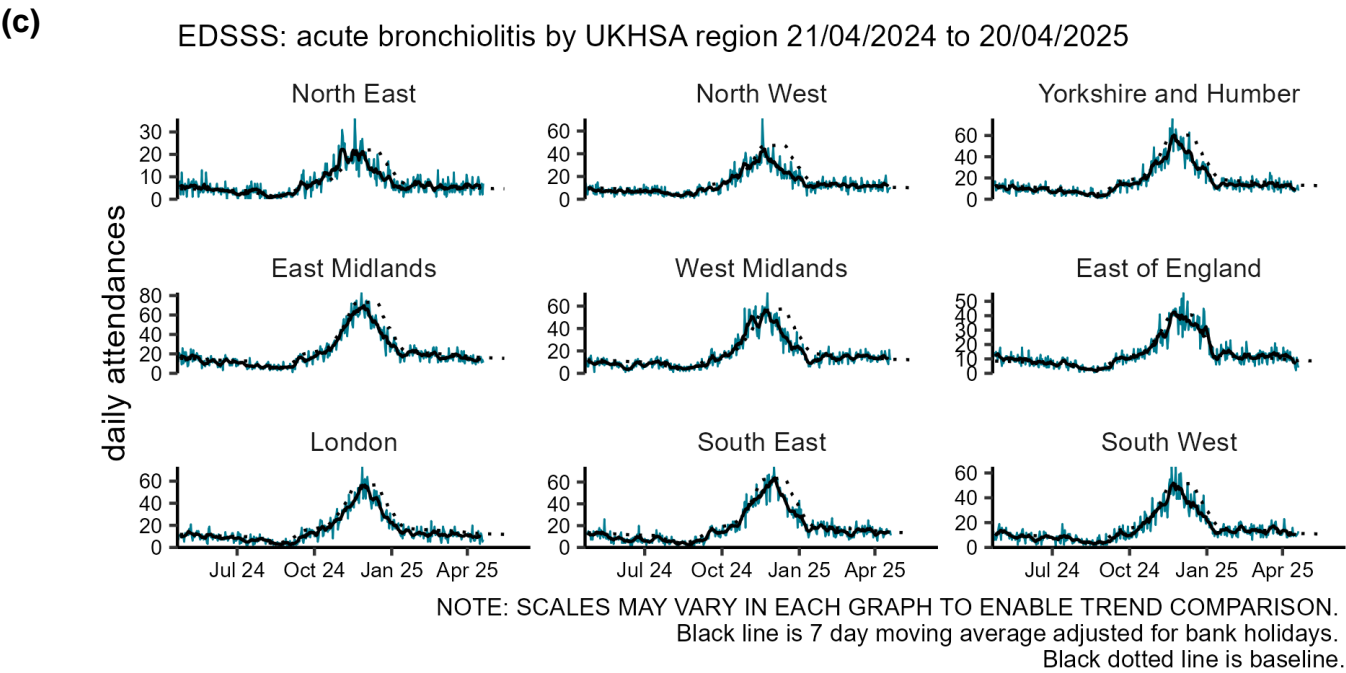 (c)
EDSSS: acute bronchiolitis by UKHSA region 21/04/2024 to 20/04/2025
daily attendances
North East
30
20
10
0
North West
60
40
20
0
Yorkshire and Humber
60
40
20
0
East Midlands
80
60
40
20
0
West Midlands
60
40
20
0
East of England
50
40
30
20
10
0
London
60
40
20
0
Jul 24 Oct 24 Jan 25 Apr 25
South East
60
40
20
0
Jul 24 Oct 24 Jan 25 Apr 25
South West
60
40
20
0
Jul 24 Oct 24 Jan 25 Apr 25
NOTE: SCALES MAY VARY IN EACH GRAPH TO ENABLE TREND COMPARISON.
Black line is 7 day moving average adjusted for bank holidays.
Black dotted line is baseline.